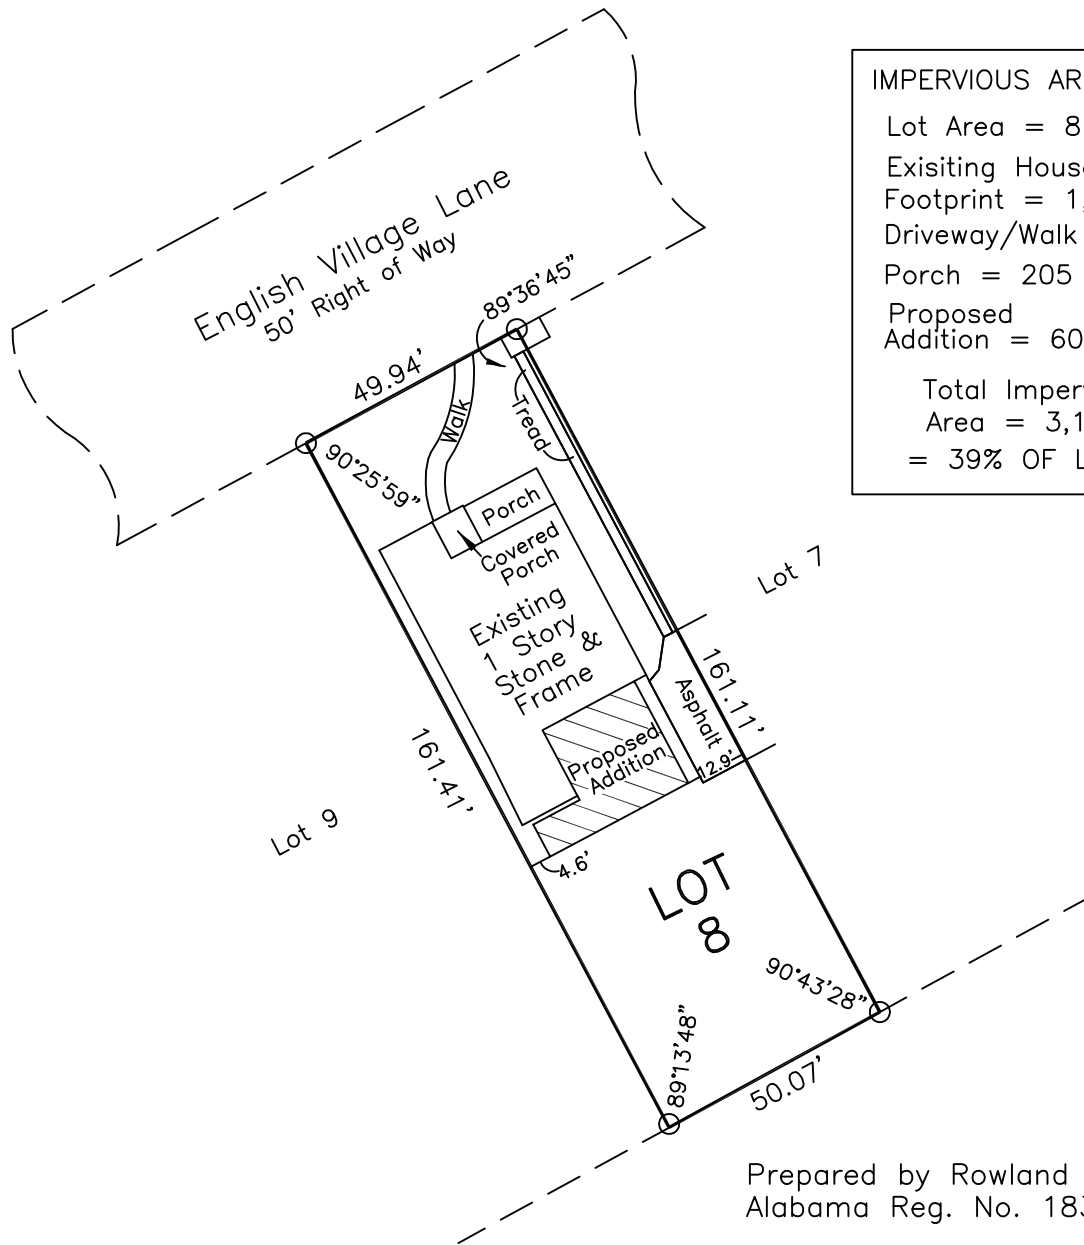 English Village Lane
50' Right of Way
IMPERVIOUS AR
Lot Area = 8
Exisiting House
Footprint = 1,
Driveway/Walk
Porch = 205
Proposed
Addition = 60
Total Imperv
Area = 3,1
= 39% OF L
89°36'45"
49.94'
Walk
Tread
90°25'59"
Porch
Covered
Porch
Existing
1 Story
Stone &
Frame
Lot 7
161.11'
Asphalt
12.9'
Proposed
Addition
161.41'
Lot 9
4.6'
LOT
8
90°43'28"
89°13'48"
50.07'
Prepared by Rowland
Alabama Reg. No. 183